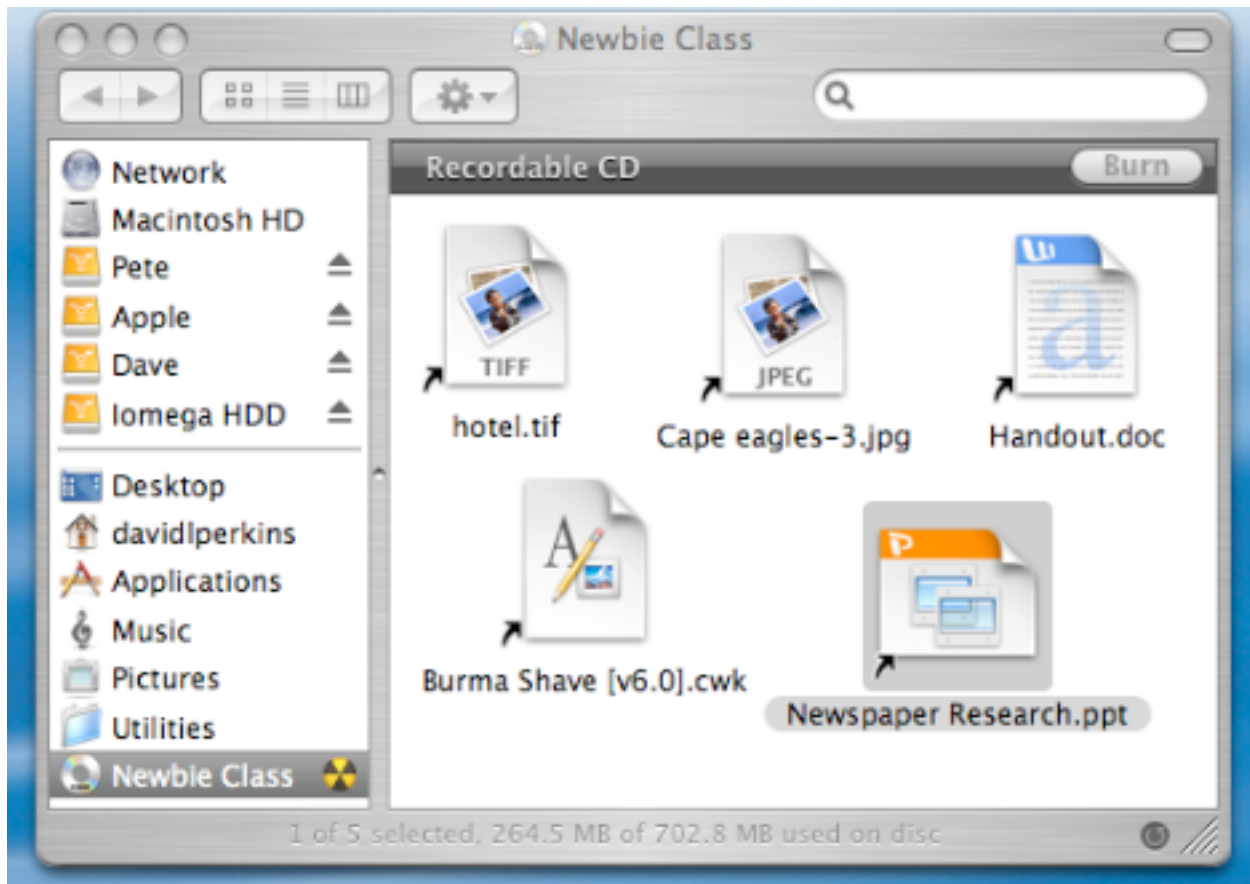 Newbie Class
Network
Macintosh HD
Pete
Apple
Dave
Iomega HDD
Desktop
davidlperkins
Applications
Music
Pictures
Utilities
Newbie Class
Recordable CD Burn
TIFF
hotel.tif
JPEG
Cape eagles-3.jpg
W
a
Handout.doc
A
Burma Shave [v6.0].cwk
P
Newspaper Research.ppt
1 of 5 selected, 264.5 MB of 702.8 MB used on disc